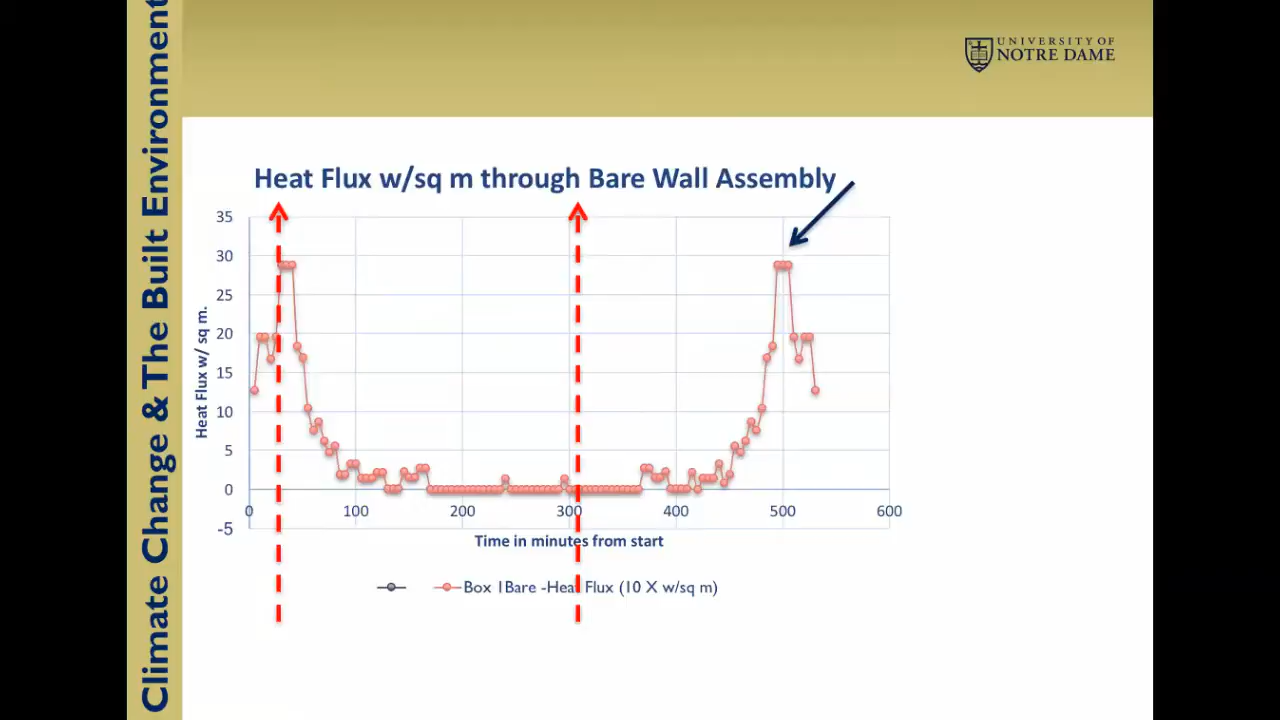 Climate Change & The Built Environment
UNIVERSITY OF
NOTRE DAME
Heat Flux w/sq m through Bare Wall Assembly
35
30
25
20
15
10
5
0
-5
Heat Flux w/ sq m.
0 100 200 300 400 500 600
Time in minutes from start
Box 1Bare -Heat Flux (10 X w/sq m)